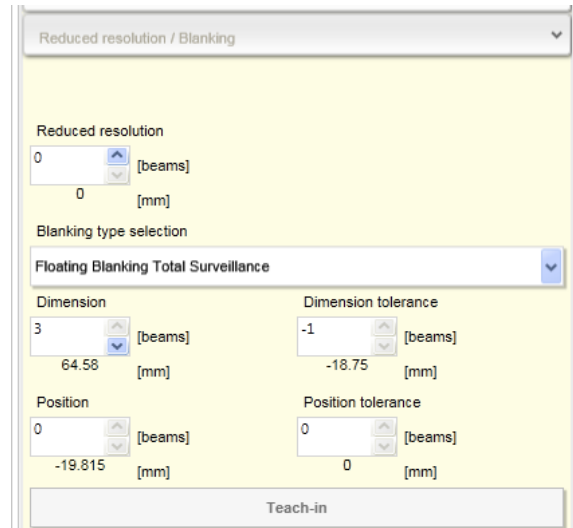 Reduced resolution / Blanking
Reduced resolution
0 [beams]
0 [mm]
Blanking type selection
Floating Blanking Total Surveillance
Dimension Dimension tolerance
3 [beams] -1 [beams]
64.58 [mm] -18.75 [mm]
Position Position tolerance
0 [beams] 0 [beams]
-19.815 [mm] 0 [mm]
Teach-in